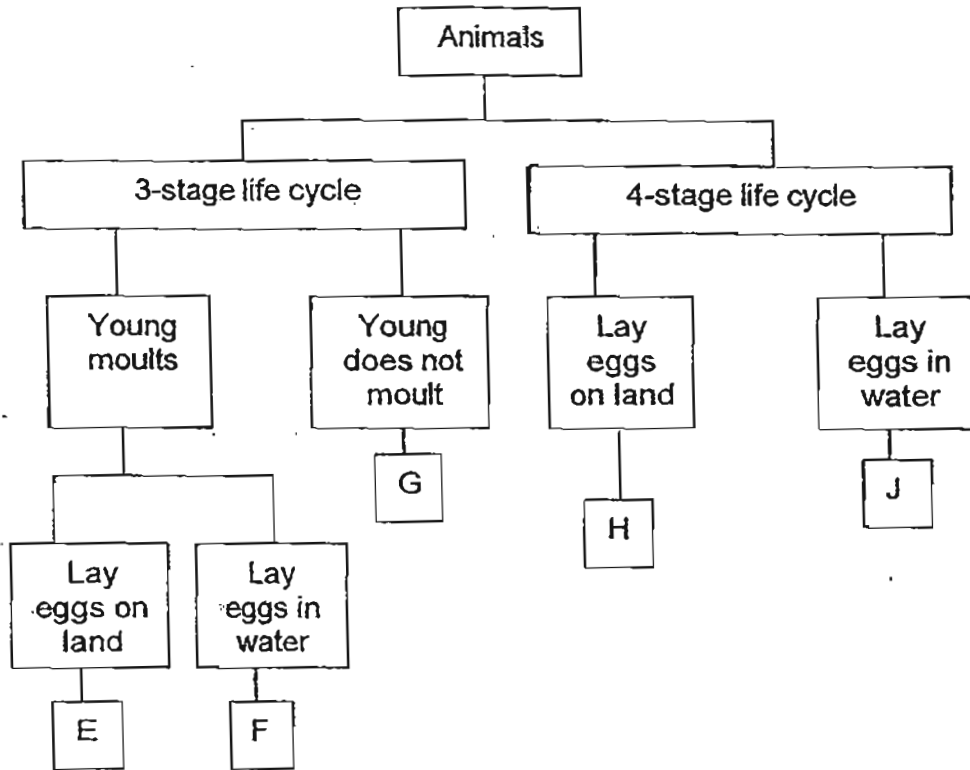 Animals
3-stage life cycle
4-stage life cycle
Young
moults
Young
does not
moult
Lay
eggs
on land
Lay
eggs in
water
G
H
J
Lay
eggs on
land
Lay
eggs in
water
E
F